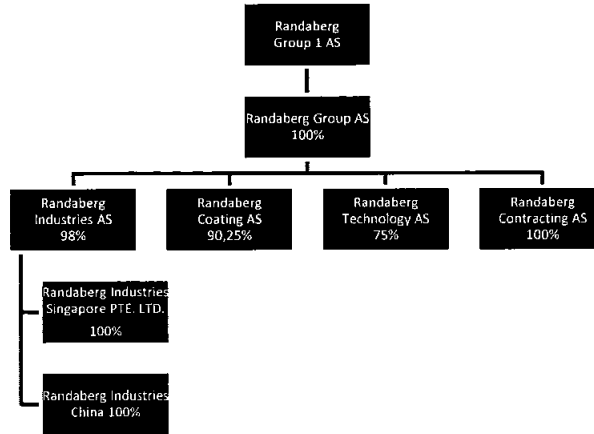 Randaberg
Group 1 AS
Randaberg Group AS
100%
Randaberg
Industries AS
98%
Randaberg
Coating AS
90,25%
Randaberg
Technology AS
75%
Randaberg
Contracting AS
100%
Randaberg Industries
Singapore PTE. LTD.
100%
Randaberg Industries
China 100%